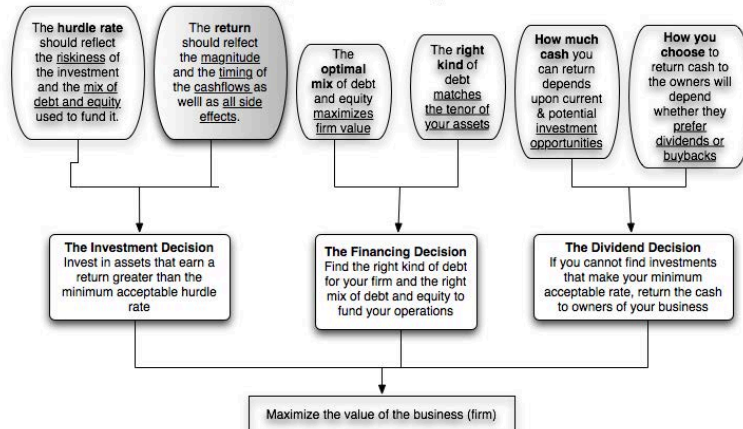 The hurdle rate
should reflect
the riskiness of
the investment
and the mix of
debt and equity
used to fund it.
The return
should relfect
the magnitude
and the timing of
the cashflows as
welll as all side
effects.
The
optimal
mix of debt
and equity
maximizes
firm value
The right
kind of
debt
matches
the tenor of
your assets
How much
cash you
can return
depends
upon current
& potential
investment
opportunities
How you
choose to
return cash to
the owners will
depend
whether they
prefer
dividends or
buybacks
The Investment Decision
Invest in assets that earn a
return greater than the
minimum acceptable hurdle
rate
The Financing Decision
Find the right kind of debt
for your firm and the right
mix of debt and equity to
fund your operations
The Dividend Decision
If you cannot find investments
that make your minimum
acceptable rate, return the cash
to owners of your business
Maximize the value of the business (firm)